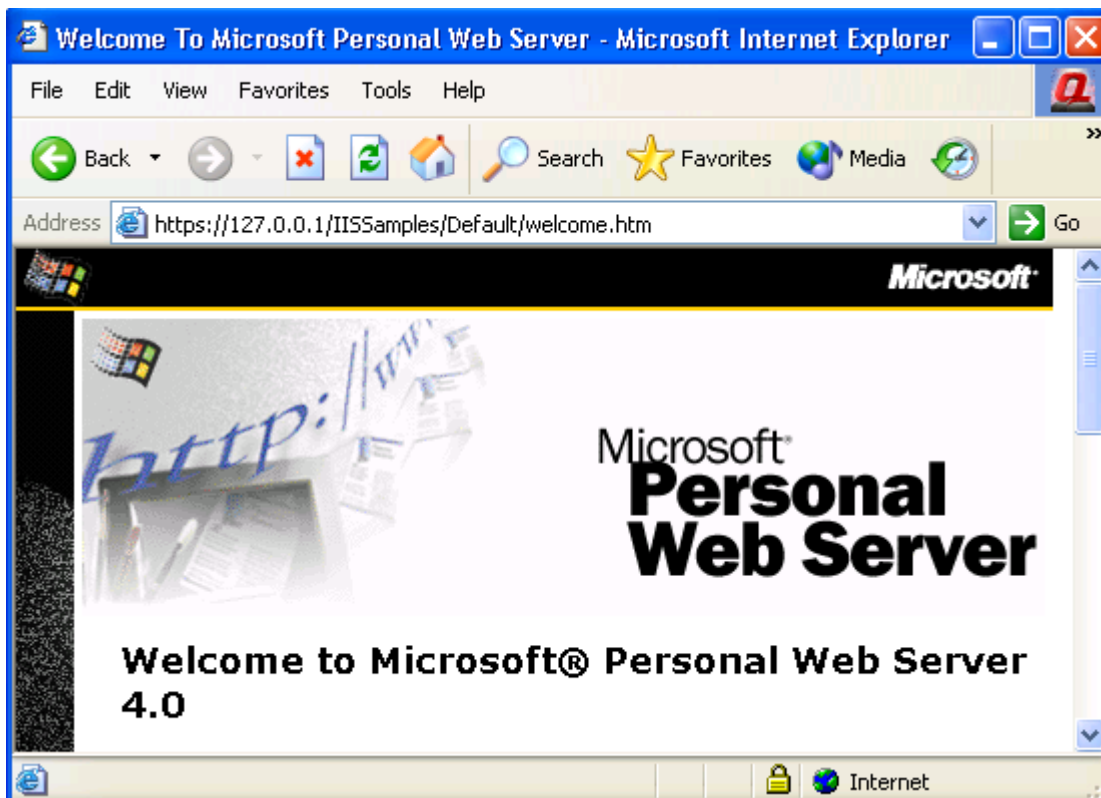 Welcome To Microsoft Personal Web Server - Microsoft Internet Explorer
File Edit View Favorites Tools Help
Back Search Favorites Media »
Address https://127.0.0.1/IISSamples/Default/welcome.htm Go
Microsoft
http://www
Microsoft®
Personal
Web Server
Welcome to Microsoft® Personal Web Server
4.0
Internet